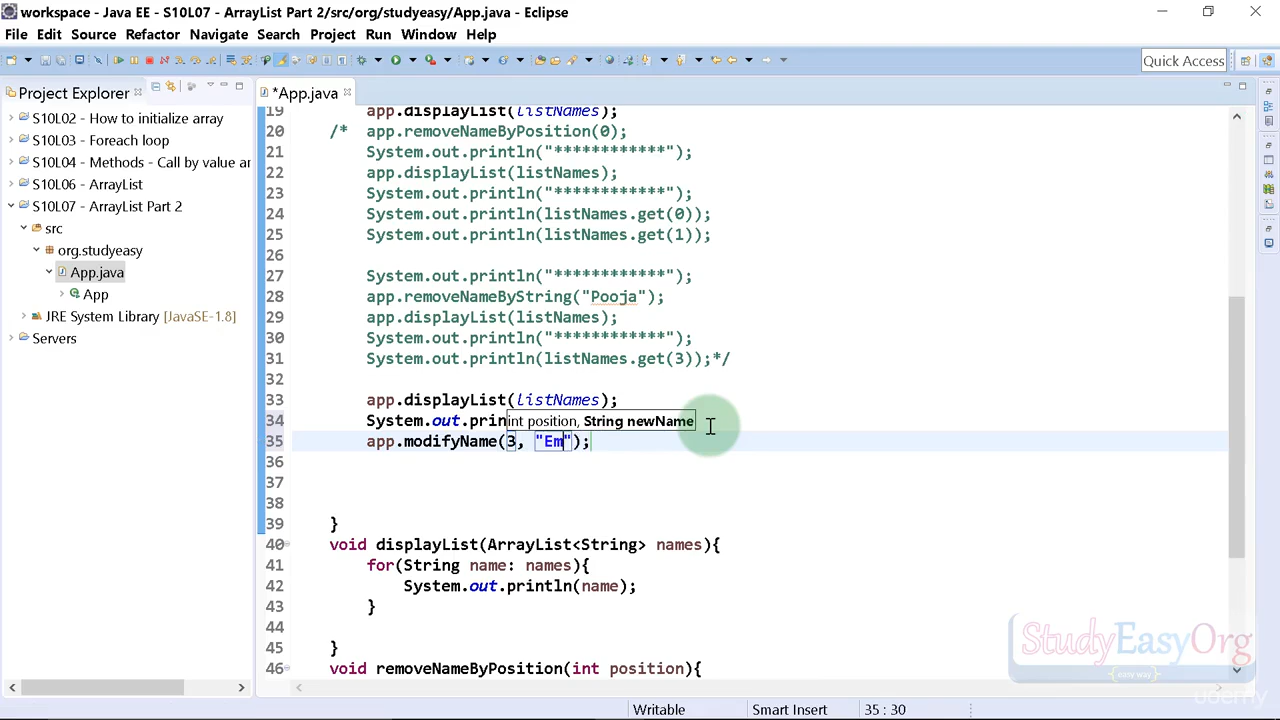 workspace - Java EE - S10L07 - ArrayList Part 2/src/org/studyeasy/App.java - Eclipse
File Edit Source Refactor Navigate Search Project Run Window Help
Quick Access
Project Explorer
S10L02 - How to initialize array
S10L03 - Foreach loop
S10L04 - Methods - Call by value ar
S10L06 - ArrayList
S10L07 - ArrayList Part 2
src
org.studyeasy
App.java
App
JRE System Library [JavaSE-1.8]
Servers
*App.java
19 app.displayList(listNames);
20 /* app.removeNameByPosition(0);
21 System.out.println("************");
22 app.displayList(listNames);
23 System.out.println("************");
24 System.out.println(listNames.get(0));
25 System.out.println(listNames.get(1));
26
27 System.out.println("************");
28 app.removeNameByString("Pooja");
29 app.displayList(listNames);
30 System.out.println("************");
31 System.out.println(listNames.get(3));*/
32
33 app.displayList(listNames);
34 System.out.prin
int position, String newName
35 app.modifyName(3, "Em");
36
37
38
39 }
40 void displayList(ArrayList<String> names){
41 for(String name: names){
42 System.out.println(name);
43 }
44
45 }
46 void removeNameByPosition(int position){
StudyEasyOrg
easy way
udemy
Writable Smart Insert 35 : 30